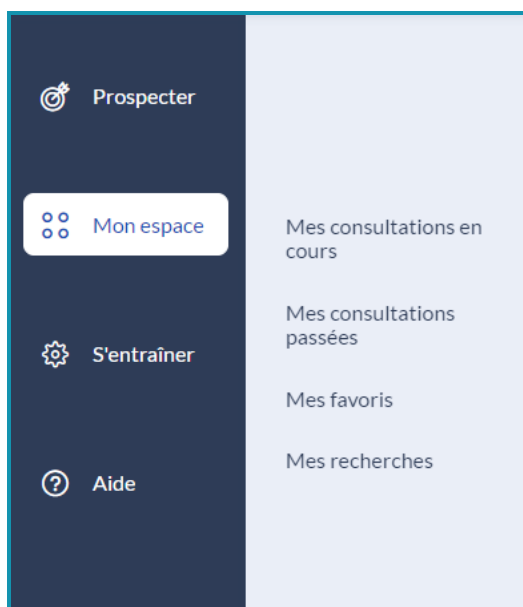 Prospecter
Mon espace
S'entraîner
Aide
Mes consultations en
cours
Mes consultations
passées
Mes favoris
Mes recherches